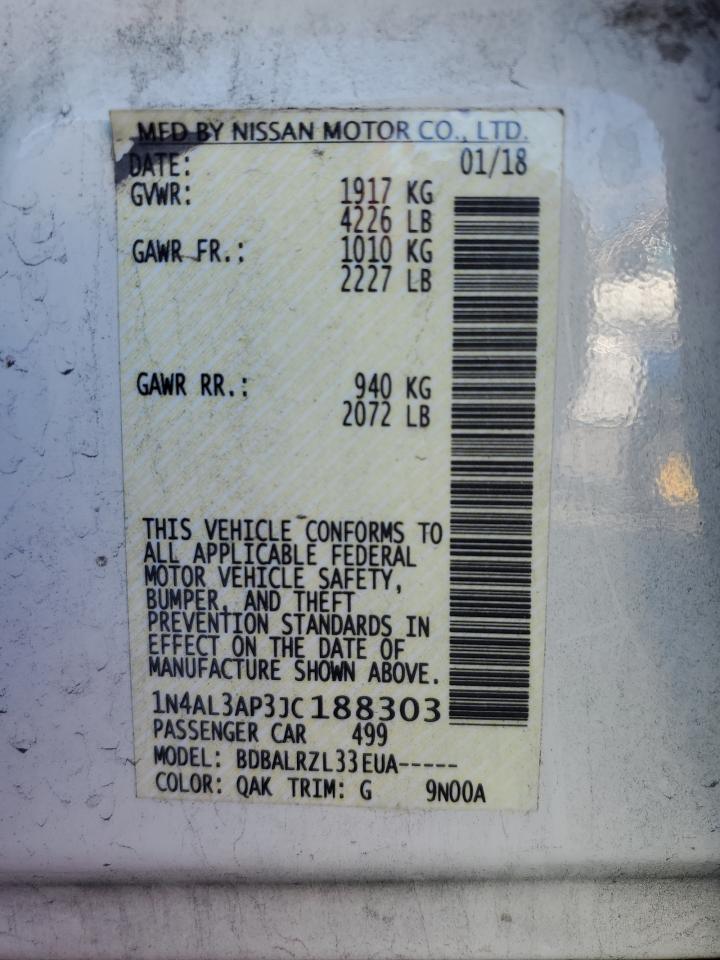 MFD BY NISSAN MOTOR CO., LTD.
DATE: 01/18
GVWR: 1917 KG
4226 LB
GAWR FR.: 1010 KG
2227 LB
GAWR RR.: 940 KG
2072 LB
THIS VEHICLE CONFORMS TO
ALL APPLICABLE FEDERAL
MOTOR VEHICLE SAFETY,
BUMPER, AND THEFT
PREVENTION STANDARDS IN
EFFECT ON THE DATE OF
MANUFACTURE SHOWN ABOVE.
1N4AL3AP3JC188303
PASSENGER CAR 499
MODEL: BDBALRZL33EUA-----
COLOR: QAK TRIM: G 9N00A